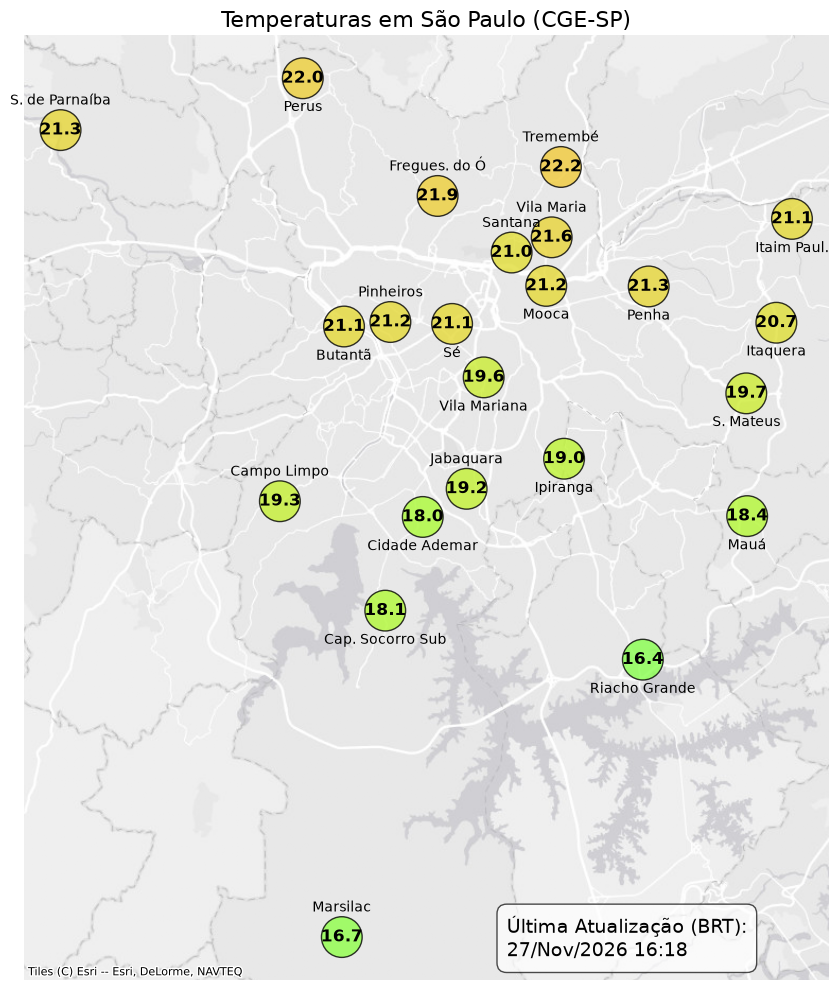 Temperaturas em São Paulo (CGE-SP)
22.0
Perus
S. de Parnaíba
21.3
Tremembé
22.2
Fregues. do Ó
21.9
Vila Maria
21.6
Santana
21.0
21.1
Itaim Paul.
21.2
Mooca
21.3
Penha
Pinheiros
21.2
21.1
Butantã
21.1
Sé
20.7
Itaquera
19.6
Vila Mariana
19.7
S. Mateus
19.0
Ipiranga
Jabaquara
19.2
Campo Limpo
19.3
18.0
Cidade Ademar
18.4
Mauá
18.1
Cap. Socorro Sub
16.4
Riacho Grande
Marsilac
16.7
Última Atualização (BRT):
27/Nov/2026 16:18
Tiles (C) Esri -- Esri, DeLorme, NAVTEQ